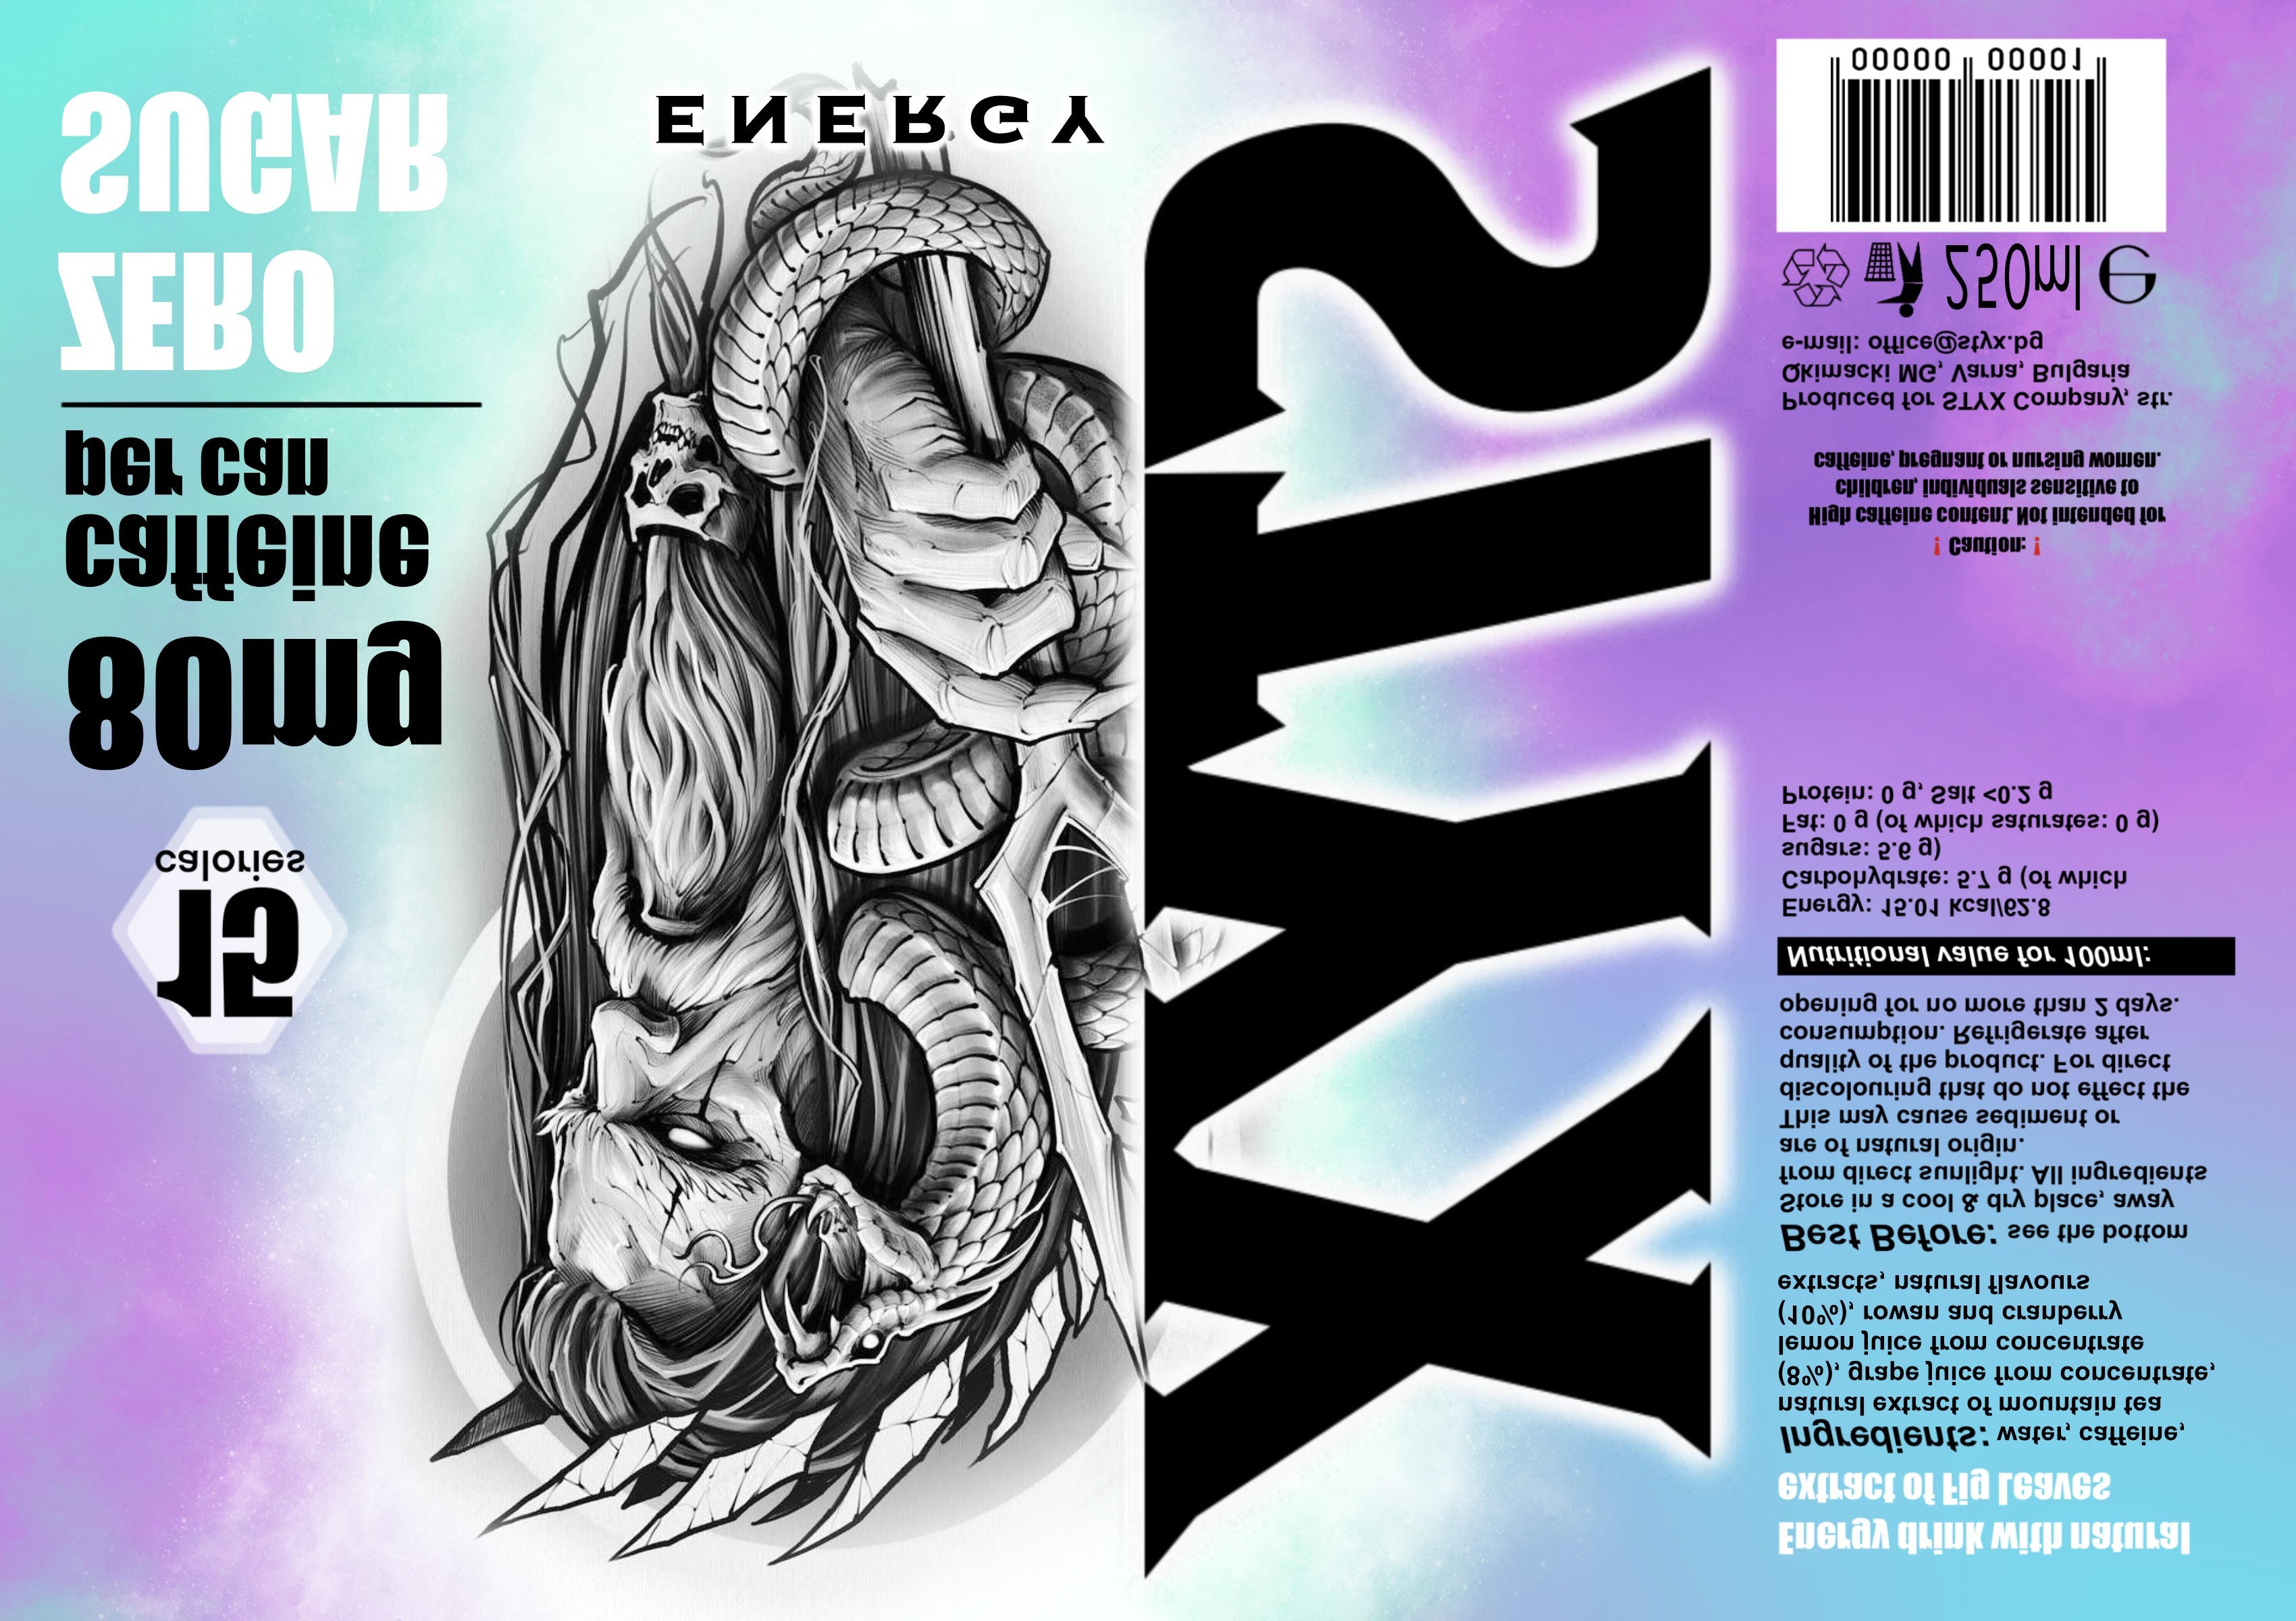 15
calories
80mg
caffeine
per can
ZERO
SUGAR
ENERGY
STYX
Energy drink with natural
extract of Fig Leaves
Ingredients: water, caffeine,
natural extract of mountain tea
(8%), grape juice from concentrate,
lemon juice from concentrate
(10%), rowan and cranberry
extracts, natural flavours
Best Before: see the bottom
Store in a cool & dry place, away
from direct sunlight. All ingredients
are of natural origin.
This may cause sediment or
discolouring that do not effect the
quality of the product. For direct
consumption. Refrigerate after
opening for no more than 2 days.
Nutritional value for 100ml:
Energy: 15.01 kcal/62.8
Carbohydrate: 5.7 g (of which
sugars: 5.6 g)
Fat: 0 g (of which saturates: 0 g)
Protein: 0 g, Salt <0.2 g
! Caution: !
High caffeine content. Not intended for
children, individuals sensitive to
caffeine, pregnant or nursing women.
Produced for STYX Company, str.
Qkimacki MG, Varna, Bulgaria
e-mail: office@styx.bg
250ml ℮
00000 00001